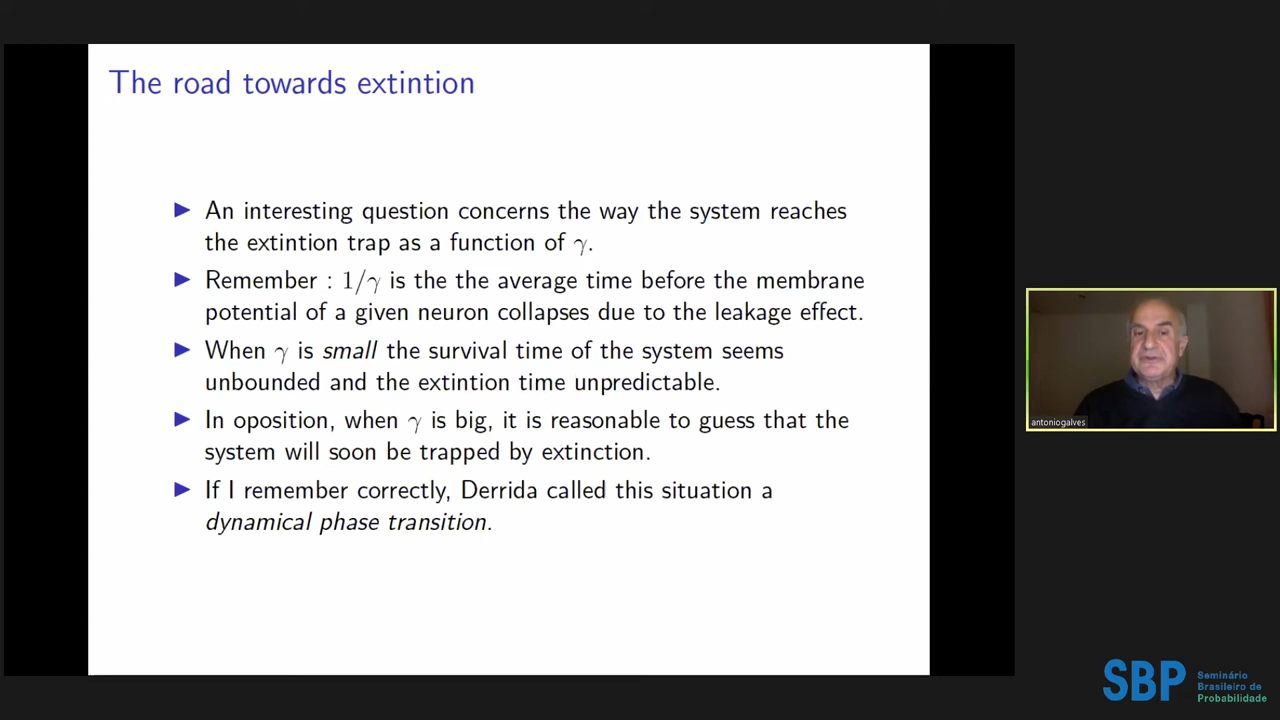 The road towards extintion
▶ An interesting question concerns the way the system reaches
the extintion trap as a function of γ.
▶ Remember : 1/γ is the the average time before the membrane
potential of a given neuron collapses due to the leakage effect.
▶ When γ is small the survival time of the system seems
unbounded and the extintion time unpredictable.
▶ In oposition, when γ is big, it is reasonable to guess that the
system will soon be trapped by extinction.
▶ If I remember correctly, Derrida called this situation a
dynamical phase transition.
antoniogalves
SBP
Seminário
Brasileiro de
Probabilidade